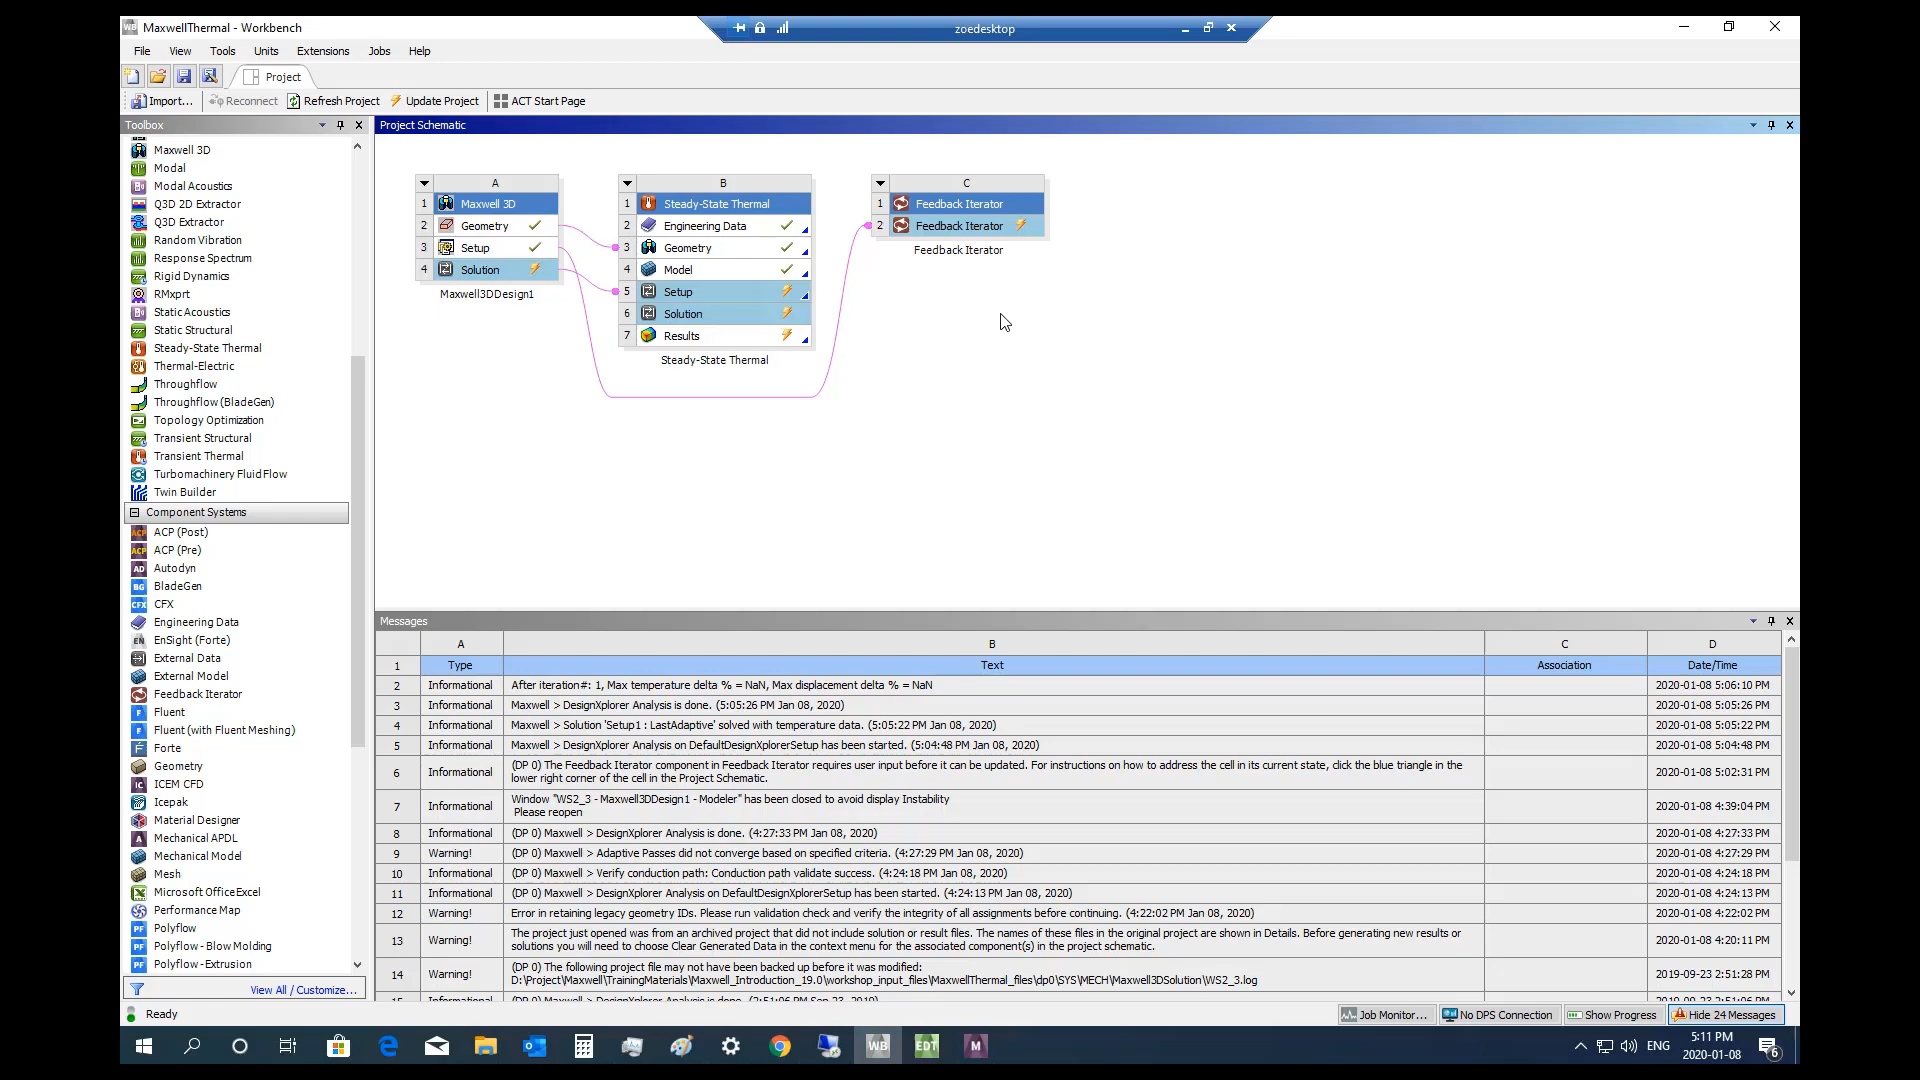 MaxwellThermal - Workbench
zoedesktop
File View Tools Units Extensions Jobs Help
Project
Import... Reconnect Refresh Project Update Project ACT Start Page
Toolbox
Maxwell 3D
Modal
Modal Acoustics
Q3D 2D Extractor
Q3D Extractor
Random Vibration
Response Spectrum
Rigid Dynamics
RMxprt
Static Acoustics
Static Structural
Steady-State Thermal
Thermal-Electric
Throughflow
Throughflow (BladeGen)
Topology Optimization
Transient Structural
Transient Thermal
Turbomachinery Fluid Flow
Twin Builder
Component Systems
ACP (Post)
ACP (Pre)
Autodyn
BladeGen
CFX
Engineering Data
EnSight (Forte)
External Data
External Model
Feedback Iterator
Fluent
Fluent (with Fluent Meshing)
Forte
Geometry
ICEM CFD
Icepak
Material Designer
Mechanical APDL
Mechanical Model
Mesh
Microsoft Office Excel
Performance Map
Polyflow
Polyflow - Blow Molding
Polyflow - Extrusion
View All / Customize...
Project Schematic
A
1 Maxwell 3D
2 Geometry
3 Setup
4 Solution
Maxwell3DDesign1
B
1 Steady-State Thermal
2 Engineering Data
3 Geometry
4 Model
5 Setup
6 Solution
7 Results
Steady-State Thermal
C
1 Feedback Iterator
2 Feedback Iterator
Feedback Iterator
Messages
A B C D
1 Type Text Association Date/Time
2 Informational After iteration#: 1, Max temperature delta % = NaN, Max displacement delta % = NaN 2020-01-08 5:06:10 PM
3 Informational Maxwell > DesignXplorer Analysis is done. (5:05:26 PM Jan 08, 2020) 2020-01-08 5:05:26 PM
4 Informational Maxwell > Solution 'Setup1 : LastAdaptive' solved with temperature data. (5:05:22 PM Jan 08, 2020) 2020-01-08 5:05:22 PM
5 Informational Maxwell > DesignXplorer Analysis on DefaultDesignXplorerSetup has been started. (5:04:48 PM Jan 08, 2020) 2020-01-08 5:04:48 PM
6 Informational (DP 0) The Feedback Iterator component in Feedback Iterator requires user input before it can be updated. For instructions on how to address the cell in its current state, click the blue triangle in the 2020-01-08 5:02:31 PM
lower right corner of the cell in the Project Schematic.
7 Informational Window "WS2_3 - Maxwell3DDesign1 - Modeler" has been closed to avoid display Instability 2020-01-08 4:39:04 PM
Please reopen
8 Informational (DP 0) Maxwell > DesignXplorer Analysis is done. (4:27:33 PM Jan 08, 2020) 2020-01-08 4:27:33 PM
9 Warning! (DP 0) Maxwell > Adaptive Passes did not converge based on specified criteria. (4:27:29 PM Jan 08, 2020) 2020-01-08 4:27:29 PM
10 Informational (DP 0) Maxwell > Verify conduction path: Conduction path validate success. (4:24:18 PM Jan 08, 2020) 2020-01-08 4:24:18 PM
11 Informational (DP 0) Maxwell > DesignXplorer Analysis on DefaultDesignXplorerSetup has been started. (4:24:13 PM Jan 08, 2020) 2020-01-08 4:24:13 PM
12 Warning! Error in retaining legacy geometry IDs. Please run validation check and verify the integrity of all assignments before continuing. (4:22:02 PM Jan 08, 2020) 2020-01-08 4:22:02 PM
13 Warning! The project just opened was from an archived project that did not include solution or result files. The names of these files in the original project are shown in Details. Before generating new results or 2020-01-08 4:20:11 PM
solutions you will need to choose Clear Generated Data in the context menu for the associated component(s) in the project schematic.
14 Warning! (DP 0) The following project file may not have been backed up before it was modified: 2019-09-23 2:51:28 PM
D:\Project\Maxwell\TrainingMaterials\Maxwell_Introduction_19.0\workshop_input_files\MaxwellThermal_files\dp0\SYS\MECH\Maxwell3DSolution\WS2_3.log
Ready Job Monitor... No DPS Connection Show Progress Hide 24 Messages
WB EDT M ENG 5:11 PM
2020-01-08 6